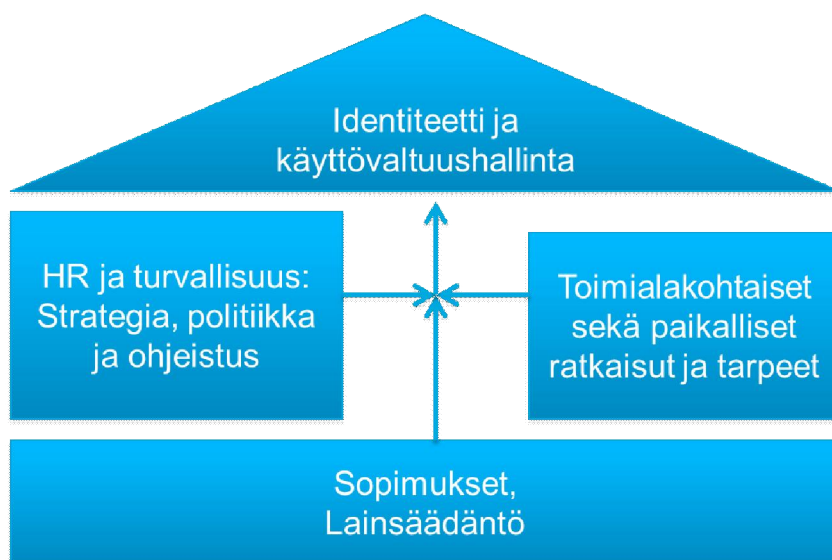 Identiteetti ja
käyttövaltuushallinta
HR ja turvallisuus:
Strategia, politiikka
ja ohjeistus
Toimialakohtaiset
sekä paikalliset
ratkaisut ja tarpeet
Sopimukset,
Lainsäädäntö